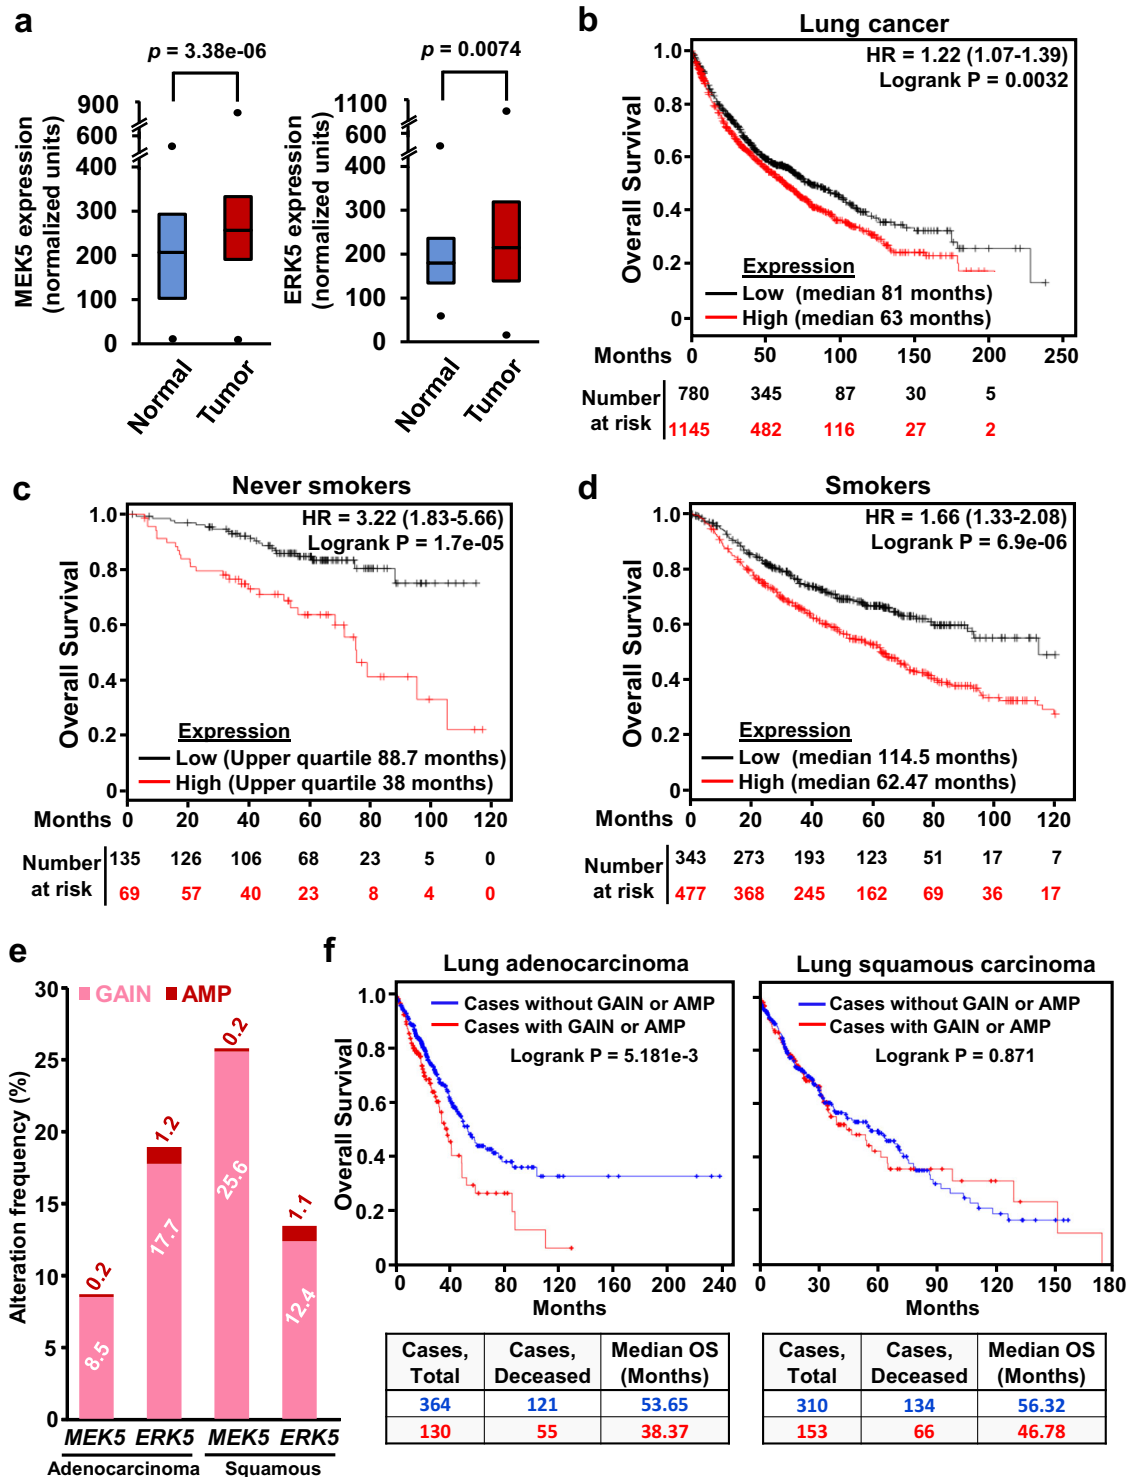 a
p = 3.38e-06
p = 0.0074
MEK5 expression
(normalized units)
900
600
400
300
200
100
0
Normal
Tumor
ERK5 expression
(normalized units)
1100
600
400
300
200
100
0
Normal
Tumor
b
Lung cancer
HR = 1.22 (1.07-1.39)
Logrank P = 0.0032
Overall Survival
1.0
0.8
0.6
0.4
0.2
0
Expression
Low (median 81 months)
High (median 63 months)
Months
0 50 100 150 200 250
Number at risk
780 345 87 30 5
1145 482 116 27 2
c
Never smokers
HR = 3.22 (1.83-5.66)
Logrank P = 1.7e-05
Overall Survival
1.0
0.8
0.6
0.4
0.2
0
Expression
Low (Upper quartile 88.7 months)
High (Upper quartile 38 months)
Months
0 20 40 60 80 100 120
Number at risk
135 126 106 68 23 5 0
69 57 40 23 8 4 0
d
Smokers
HR = 1.66 (1.33-2.08)
Logrank P = 6.9e-06
Overall Survival
1.0
0.8
0.6
0.4
0.2
0
Expression
Low (median 114.5 months)
High (median 62.47 months)
Months
0 20 40 60 80 100 120
Number at risk
343 273 193 123 51 17 7
477 368 245 162 69 36 17
e
GAIN AMP
Alteration frequency (%)
30
25
20
15
10
5
0
0.2
8.5
1.2
17.7
0.2
25.6
1.1
12.4
MEK5 ERK5 MEK5 ERK5
Adenocarcinoma Squamous
f
Lung adenocarcinoma
Cases without GAIN or AMP
Cases with GAIN or AMP
Logrank P = 5.181e-3
Overall Survival
1.0
0.8
0.6
0.4
0.2
0
0 40 80 120 160 200 240
Months
Cases, Total Cases, Deceased Median OS (Months)
364 121 53.65
130 55 38.37
Lung squamous carcinoma
Cases without GAIN or AMP
Cases with GAIN or AMP
Logrank P = 0.871
0 30 60 90 120 150 180
Months
Cases, Total Cases, Deceased Median OS (Months)
310 134 56.32
153 66 46.78